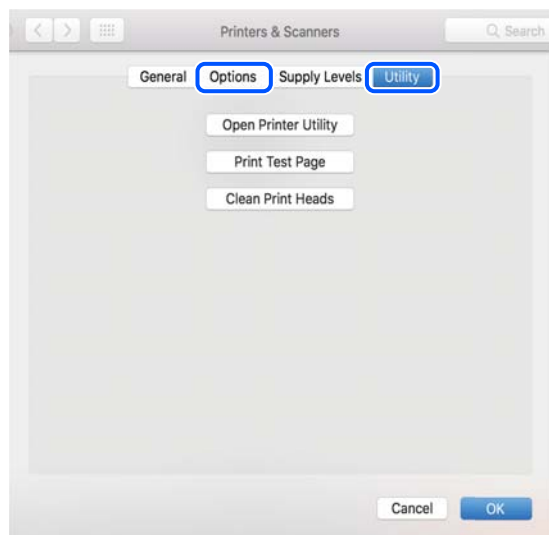 Printers & Scanners Search
General Options Supply Levels Utility
Open Printer Utility
Print Test Page
Clean Print Heads
Cancel OK